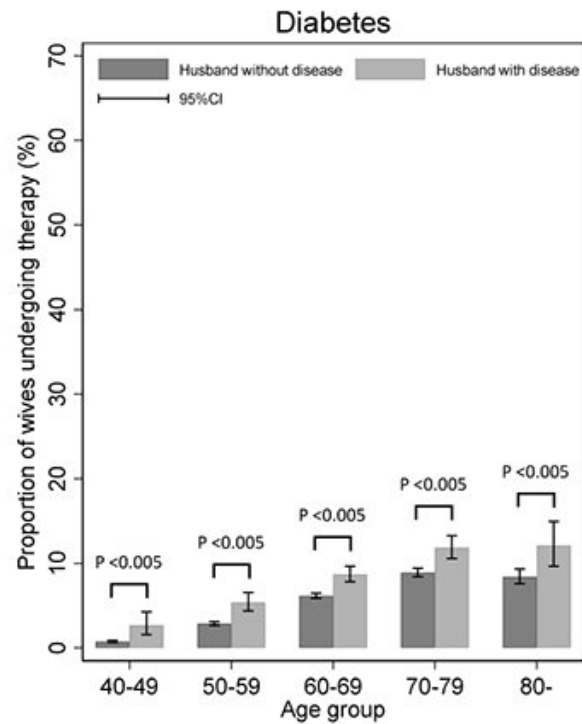 Diabetes
Husband without disease
Husband with disease
95%CI
Proportion of wives undergoing therapy (%)
70
60
50
40
30
20
10
0
P <0.005
P <0.005
P <0.005
P <0.005
P <0.005
40-49
50-59
60-69
70-79
80-
Age group